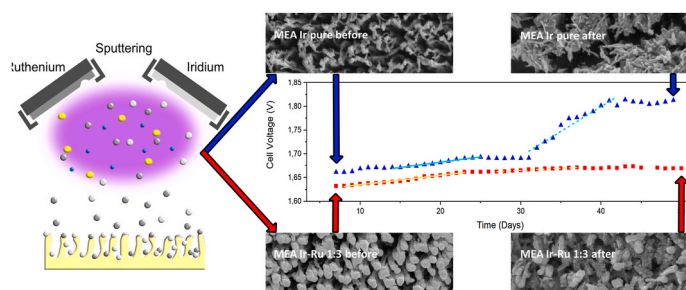 Sputtering
Ruthenium
Iridium
MEA Ir pure before
MEA Ir pure after
Cell Voltage (V)
1,85
1,80
1,75
1,70
1,65
1,60
10
20
30
40
Time (Days)
MEA Ir-Ru 1:3 before
MEA Ir-Ru 1:3 after